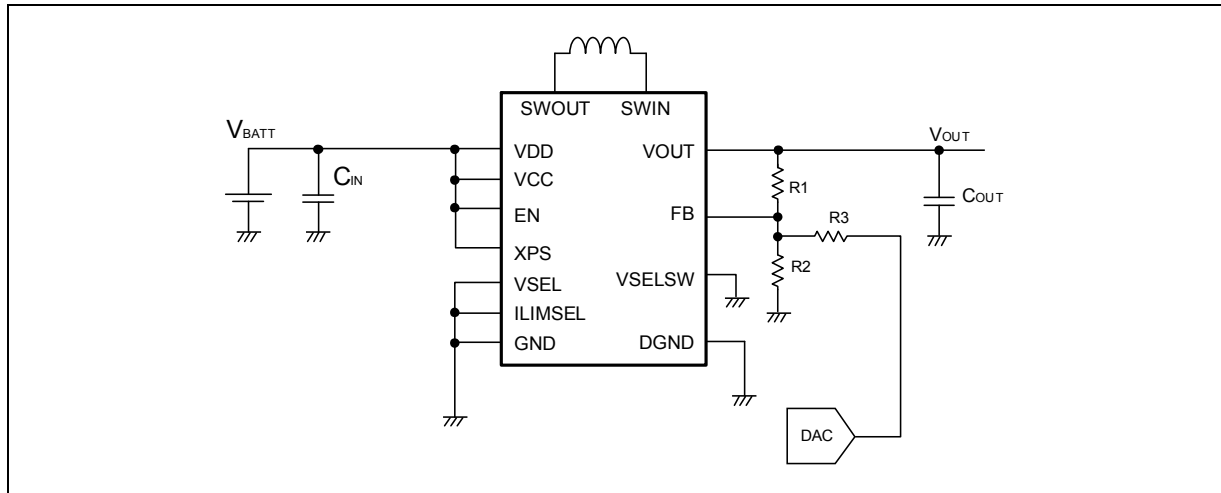 SWOUT SWIN
VBATT
VDD
VOUT
VOUT
VCC
CIN
R1
COUT
EN
FB
R3
XPS
R2
VSEL
VSELSW
ILIMSEL
GND
DGND
DAC